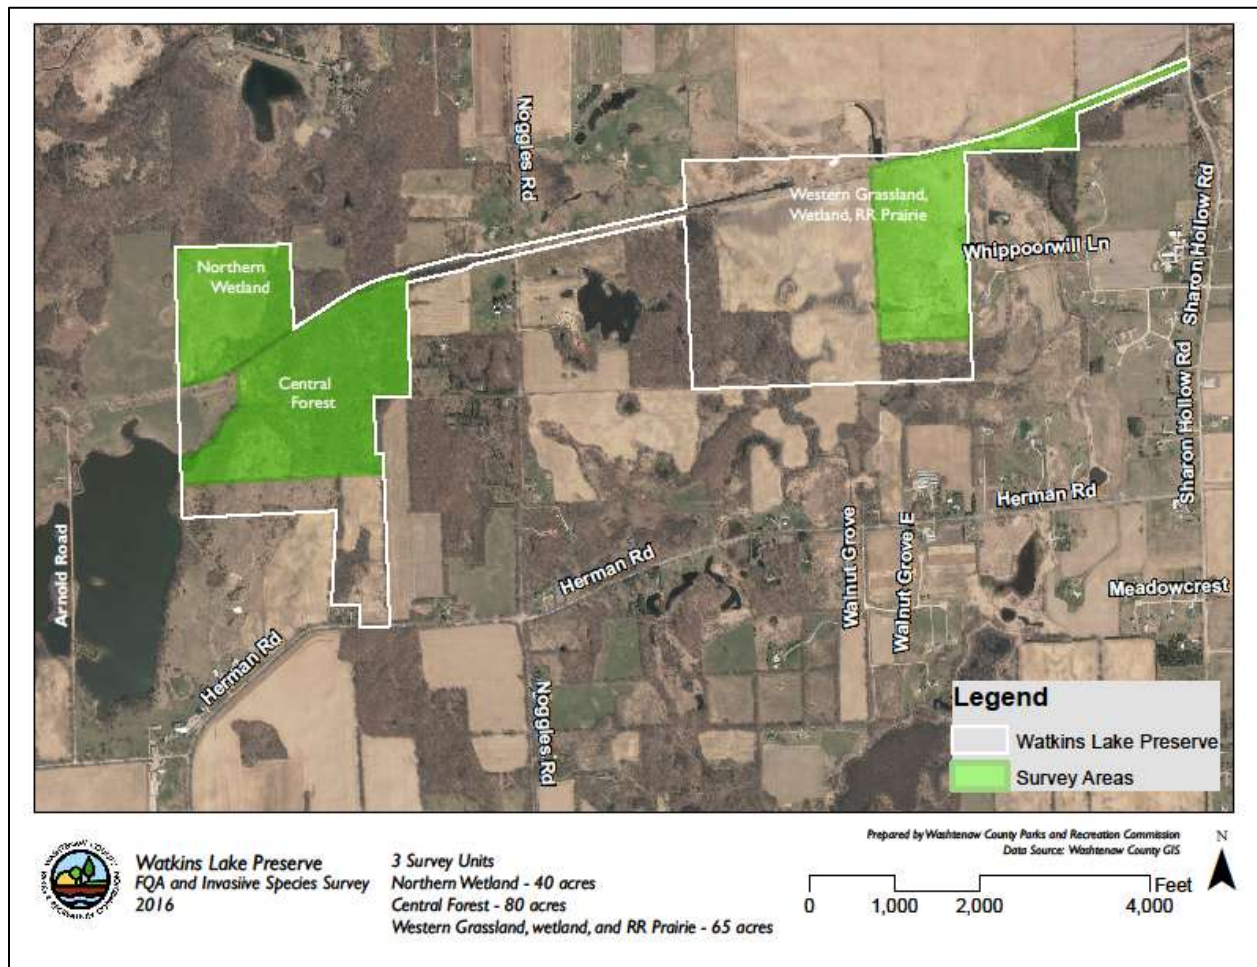 Noggles Rd
Western Grassland,
Wetland, RR Prairie
Sharon Hollow Rd
Whippoorwill Ln
Northern
Wetland
Central
Forest
Sharon Hollow Rd
Herman Rd
Arnold Road
Herman Rd
Walnut Grove
Walnut Grove E
Meadowcrest
Herman Rd
Noggles Rd
Legend
Watkins Lake Preserve
Survey Areas
Watkins Lake Preserve
FQA and Invasiive Species Survey
2016
3 Survey Units
Northern Wetland - 40 acres
Central Forest - 80 acres
Western Grassland, wetland, and RR Prairie - 65 acres
Prepared by Washtenaw County Parks and Recreation Commission
Data Source: Washtenaw County GIS
N
Feet
0 1,000 2,000 4,000